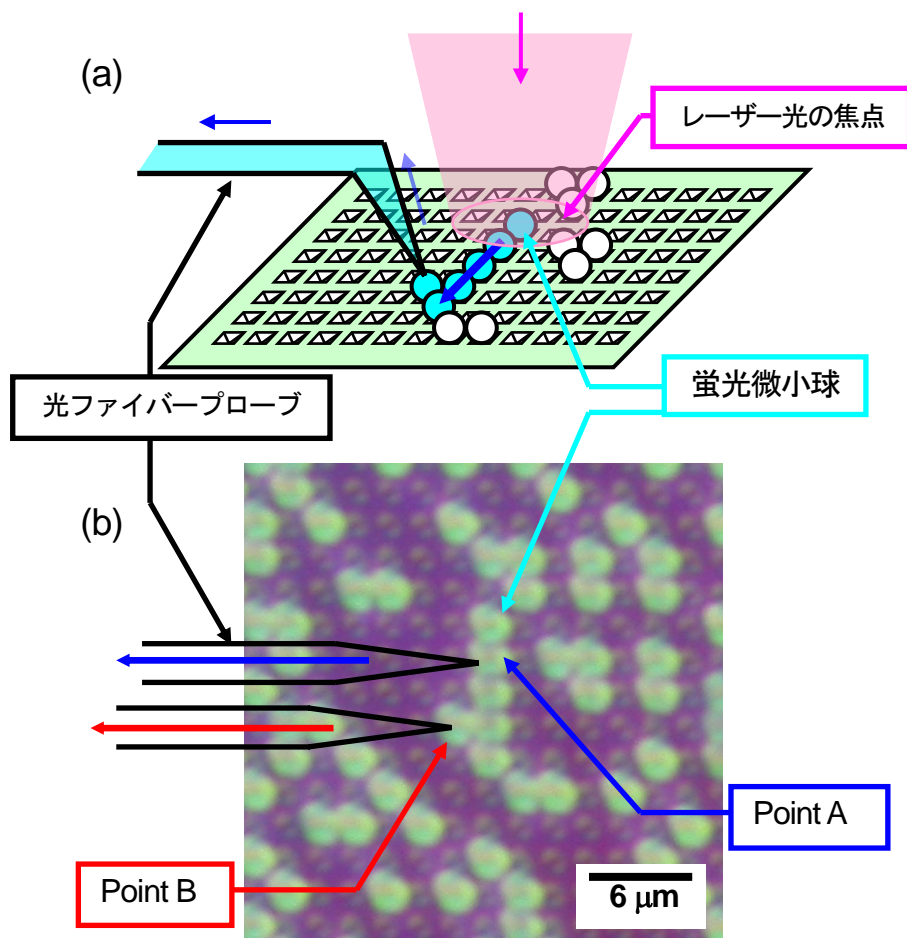 (a)
レーザー光の焦点
光ファイバープローブ
蛍光微小球
(b)
Point A
Point B
6 μm